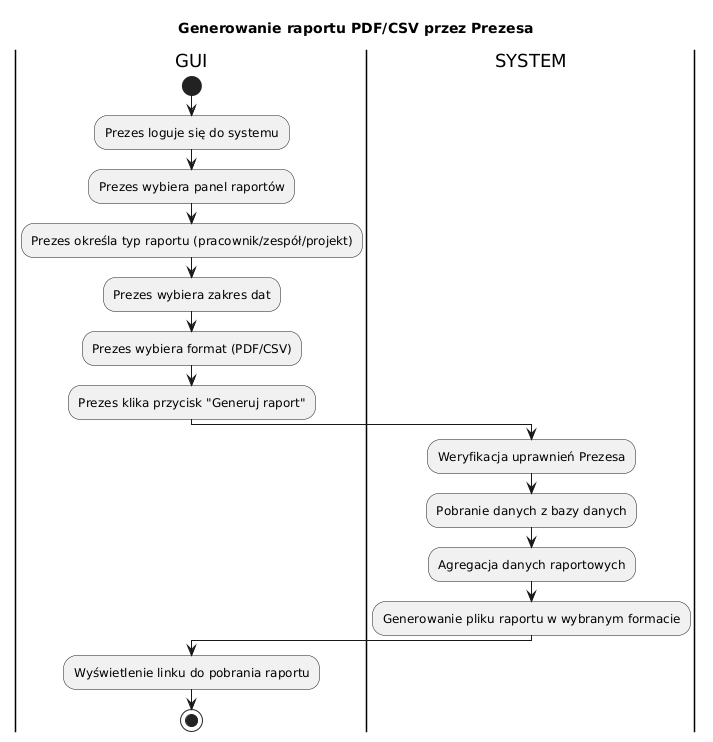 Generowanie raportu PDF/CSV przez Prezesa
GUI
SYSTEM
Prezes loguje się do systemu
Prezes wybiera panel raportów
Prezes określa typ raportu (pracownik/zespół/projekt)
Prezes wybiera zakres dat
Prezes wybiera format (PDF/CSV)
Prezes klika przycisk "Generuj raport"
Weryfikacja uprawnień Prezesa
Pobranie danych z bazy danych
Agregacja danych raportowych
Generowanie pliku raportu w wybranym formacie
Wyświetlenie linku do pobrania raportu